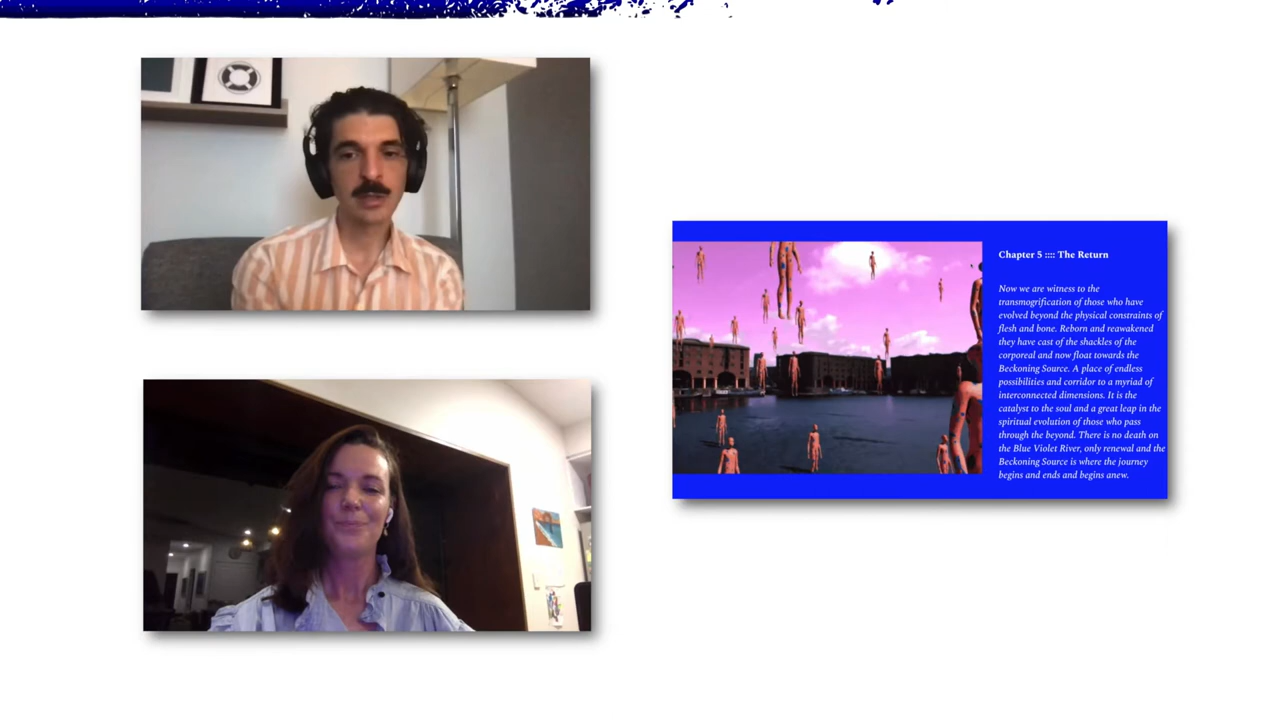 Chapter 5 :::: The Return
Now we are witness to the
transmogrification of those who have
evolved beyond the physical constraints of
flesh and bone. Reborn and reawakened
they have cast of the shackles of the
corporeal and now float towards the
Beckoning Source. A place of endless
possibilities and corridor to a myriad of
interconnected dimensions. It is the
catalyst to the soul and a great leap in the
spiritual evolution of those who pass
through the beyond. There is no death on
the Blue Violet River, only renewal and the
Beckoning Source is where the journey
begins and ends and begins anew.